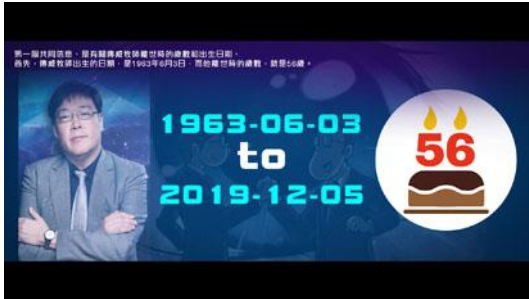 第一個共同信息，是有關傳威牧師離世時的歲數和出生日期。
首先，傳威牧師出生的日期，是1963年6月3日，而他離世時的歲數，就是56歲。
1963-06-03
to
2019-12-05
56